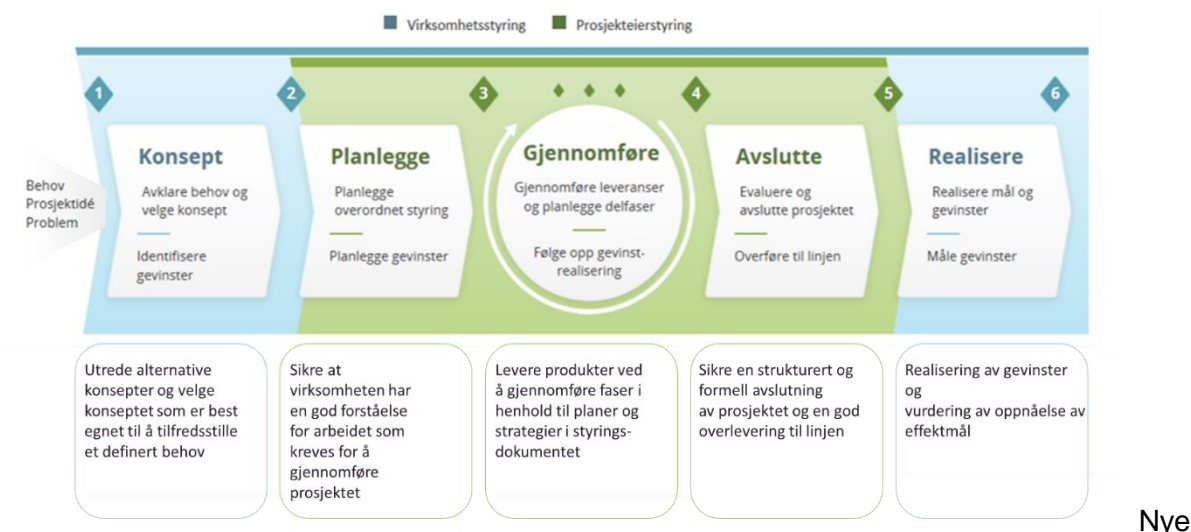 Virksomhetsstyring
Prosjekteierstyring
1
2
3
4
5
6
Behov
Prosjektidé
Problem
Konsept
Avklare behov og
velge konsept
Identifisere
gevinster
Planlegge
Planlegge
overordnet styring
Planlegge gevinster
Gjennomføre
Gjennomføre leveranser
og planlegge delfaser
Følge opp gevinst-
realisering
Avslutte
Evaluere og
avslutte prosjektet
Overføre til linjen
Realisere
Realisere mål og
gevinster
Måle gevinster
Utrede alternative
konsepter og velge
konseptet som er best
egnet til å tilfredsstille
et definert behov
Sikre at
virksomheten har
en god forståelse
for arbeidet som
kreves for å
gjennomføre
prosjektet
Levere produkter ved
å gjennomføre faser i
henhold til planer og
strategier i styrings-
dokumentet
Sikre en strukturert og
formell avslutning
av prosjektet og en god
overlevering til linjen
Realisering av gevinster
og
vurdering av oppnåelse av
effektmål
Nye